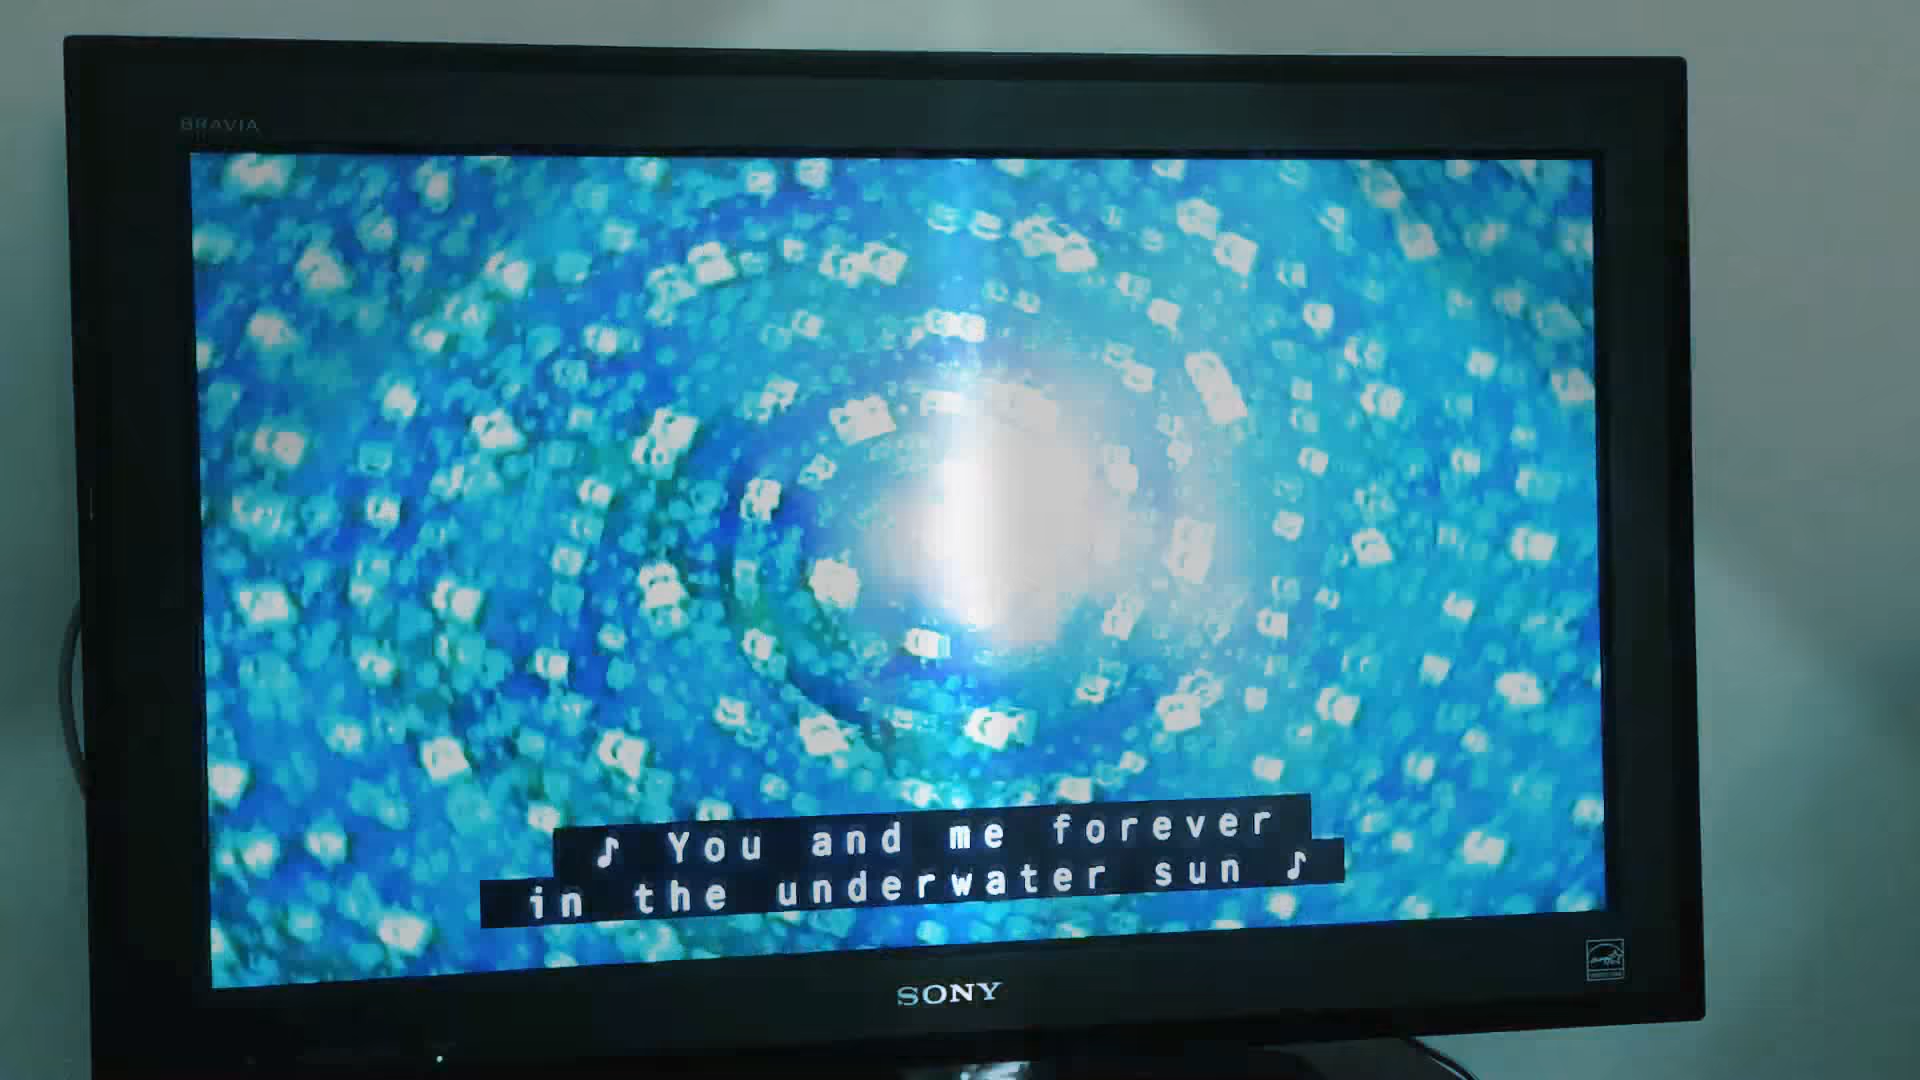 BRAVIA
♪ You and me forever
in the underwater sun ♪
SONY